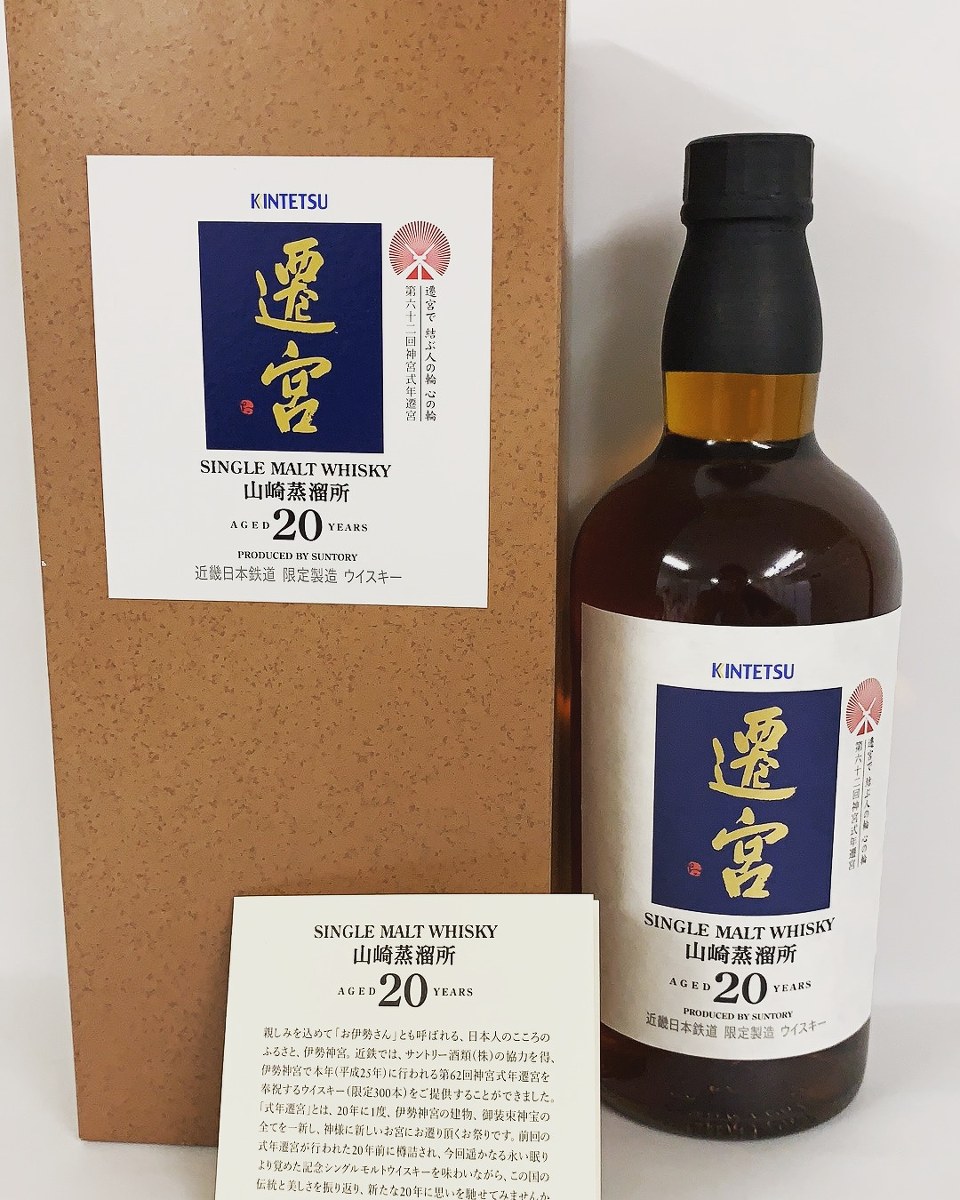 KINTETSU
遷宮
遷宮で 結ぶ人の輪 心の輪
第六十二回神宮式年遷宮
SINGLE MALT WHISKY
山崎蒸溜所
AGED 20 YEARS
PRODUCED BY SUNTORY
近畿日本鉄道 限定製造 ウイスキー
KINTETSU
遷宮
遷宮で 結ぶ人の輪 心の輪
第六十二回神宮式年遷宮
SINGLE MALT WHISKY
山崎蒸溜所
AGED 20 YEARS
PRODUCED BY SUNTORY
近畿日本鉄道 限定製造 ウイスキー
SINGLE MALT WHISKY
山崎蒸溜所
AGED 20 YEARS
親しみを込めて「お伊勢さん」とも呼ばれる、日本人のこころの
ふるさと、伊勢神宮。近鉄では、サントリー酒類(株)の協力を得、
伊勢神宮で本年(平成25年)に行われる第62回神宮式年遷宮を
奉祝するウイスキー(限定300本)をご提供することができました。
「式年遷宮」とは、20年に1度、伊勢神宮の建物、御装束神宝の
全てを一新し、神様に新しいお宮にお遷り頂くお祭りです。前回の
式年遷宮が行われた20年前に樽詰され、今回遥かなる永い眠り
より覚めた記念シングルモルトウイスキーを味わいながら、この国の
伝統と美しさを振り返り、新たな20年に思いを馳せてみませんか